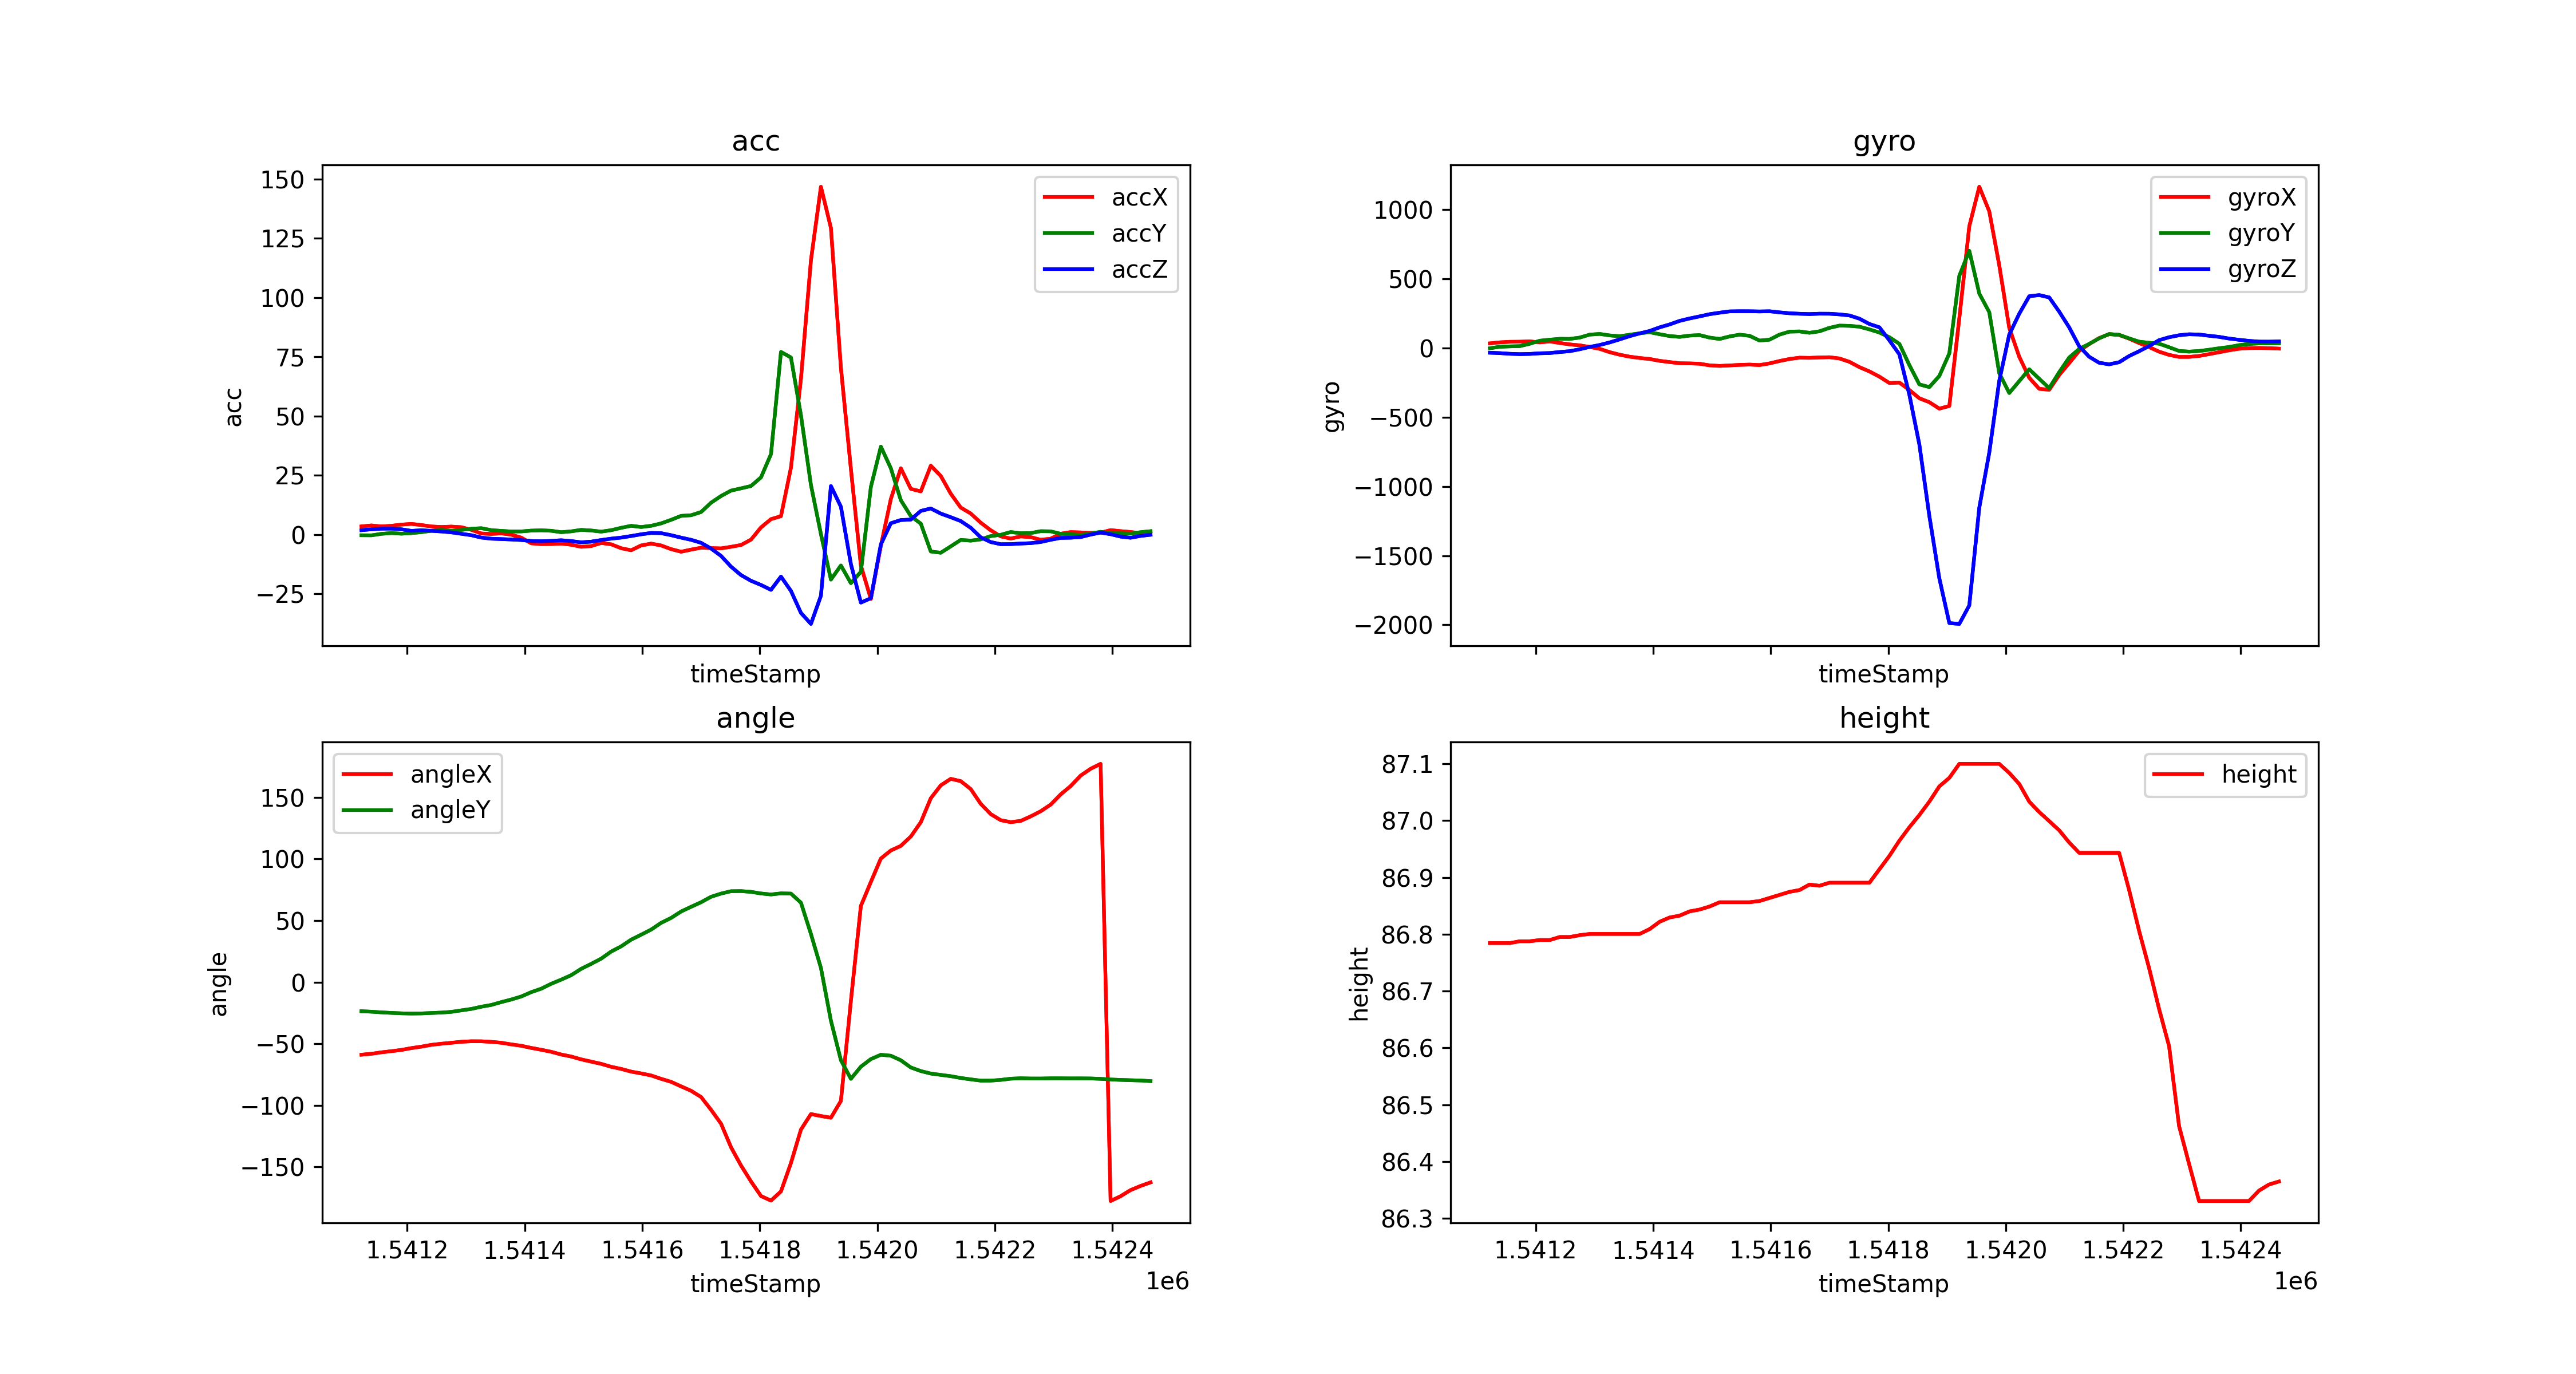 acc
150
125
100
75
50
25
0
−25
acc
accX
accY
accZ
timeStamp
gyro
1000
500
0
−500
−1000
−1500
−2000
gyro
gyroX
gyroY
gyroZ
timeStamp
angle
150
100
50
0
−50
−100
−150
angle
angleX
angleY
1.5412 1.5414 1.5416 1.5418 1.5420 1.5422 1.5424
1e6
timeStamp
height
87.1
87.0
86.9
86.8
86.7
86.6
86.5
86.4
86.3
height
height
1.5412 1.5414 1.5416 1.5418 1.5420 1.5422 1.5424
1e6
timeStamp